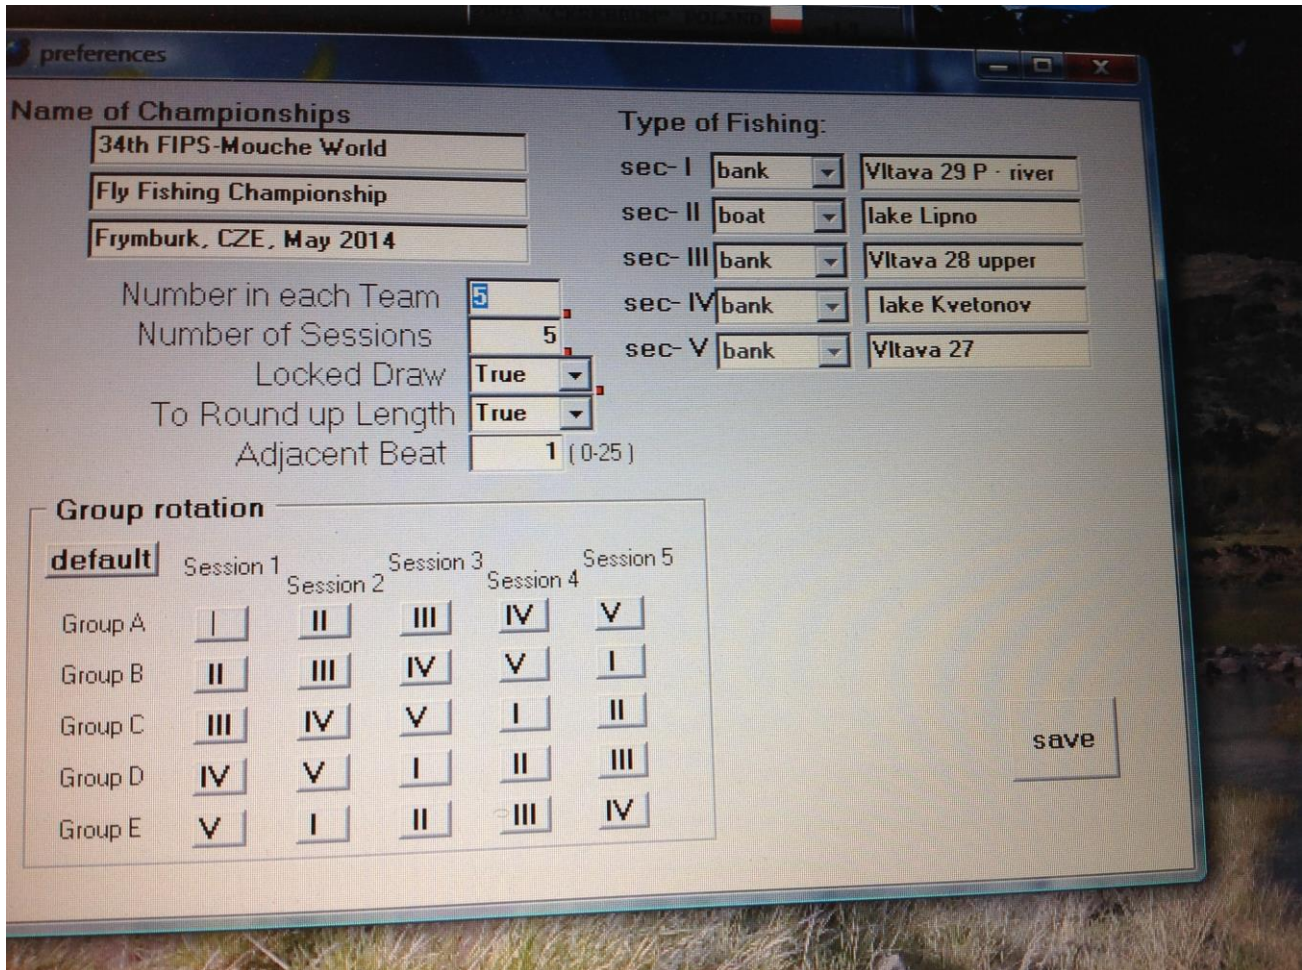 preferences
Name of Championships
34th FIPS-Mouche World
Fly Fishing Championship
Frymburk, CZE, May 2014
Number in each Team 5
Number of Sessions 5
Locked Draw True
To Round up Length True
Adjacent Beat 1 (0-25)
Type of Fishing:
sec- I bank Vltava 29 P - river
sec- II boat lake Lipno
sec- III bank Vltava 28 upper
sec- IV bank lake Kvetonov
sec- V bank Vltava 27
Group rotation
default Session 1 Session 2 Session 3 Session 4 Session 5
Group A I II III IV V
Group B II III IV V I
Group C III IV V I II
Group D IV V I II III
Group E V I II III IV
save